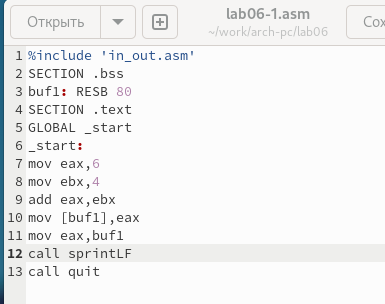 Открыть
lab06-1.asm
~/work/arch-pc/lab06
1 %include 'in_out.asm'
2 SECTION .bss
3 buf1: RESB 80
4 SECTION .text
5 GLOBAL _start
6 _start:
7 mov eax,6
8 mov ebx,4
9 add eax,ebx
10 mov [buf1],eax
11 mov eax,buf1
12 call sprintLF
13 call quit